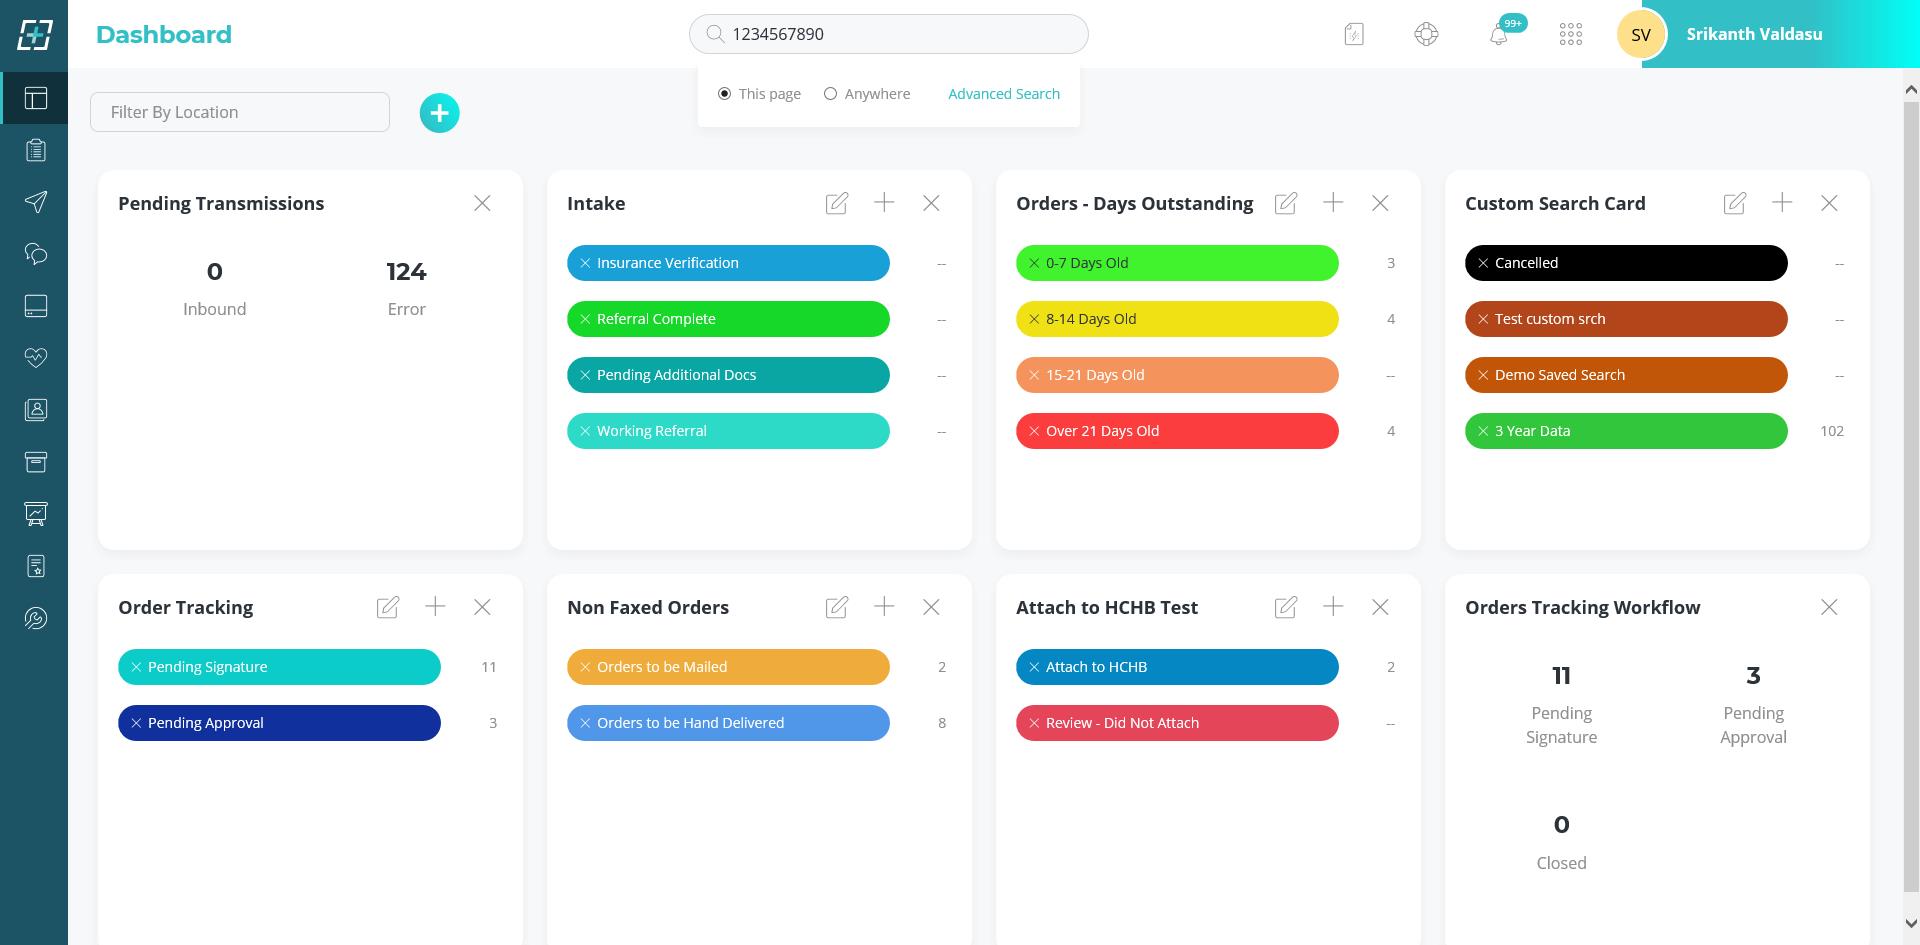 Dashboard
1234567890
99+
SV
Srikanth Valdasu
This page
Anywhere
Advanced Search
Filter By Location
Pending Transmissions
0
Inbound
124
Error
Intake
Insurance Verification --
Referral Complete --
Pending Additional Docs --
Working Referral --
Orders - Days Outstanding
0-7 Days Old 3
8-14 Days Old 4
15-21 Days Old --
Over 21 Days Old 4
Custom Search Card
Cancelled --
Test custom srch --
Demo Saved Search --
3 Year Data 102
Order Tracking
Pending Signature 11
Pending Approval 3
Non Faxed Orders
Orders to be Mailed 2
Orders to be Hand Delivered 8
Attach to HCHB Test
Attach to HCHB 2
Review - Did Not Attach --
Orders Tracking Workflow
11
Pending
Signature
3
Pending
Approval
0
Closed